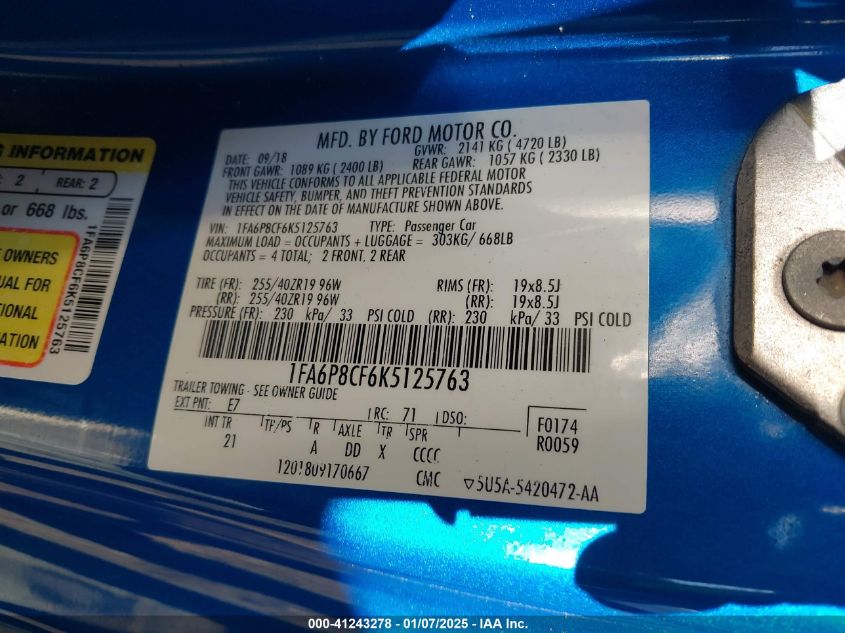 G INFORMATION
: 2 REAR: 2
or 668 lbs.
E OWNERS
UAL FOR
TIONAL
MATION
1FA6P8CF6K5125763
MFD. BY FORD MOTOR CO.
DATE: 09/18 GVWR: 2141 KG ( 4720 LB)
FRONT GAWR: 1089 KG ( 2400 LB) REAR GAWR: 1057 KG ( 2330 LB)
THIS VEHICLE CONFORMS TO ALL APPLICABLE FEDERAL MOTOR
VEHICLE SAFETY, BUMPER, AND THEFT PREVENTION STANDARDS
IN EFFECT ON THE DATE OF MANUFACTURE SHOWN ABOVE.
VIN: 1FA6P8CF6K5125763 TYPE: Passenger Car
MAXIMUM LOAD = OCCUPANTS + LUGGAGE = 303KG/ 668LB
OCCUPANTS = 4 TOTAL; 2 FRONT, 2 REAR
TIRE (FR): 255/40ZR19 96W RIMS (FR): 19x8.5J
(RR): 255/40ZR19 96W (RR): 19x8.5J
PRESSURE (FR): 230 kPa/ 33 PSI COLD (RR): 230 kPa/ 33 PSI COLD
1FA6P8CF6K5125763
TRAILER TOWING - SEE OWNER GUIDE
EXT PNT: E7 RC: 71 DSO:
F0174
R0059
INT TR TP/PS R AXLE TR SPR
21 A DD X CCCC
1201809170667 CMC ▽5U5A-5420472-AA
000-41243278 - 01/07/2025 - IAA Inc.